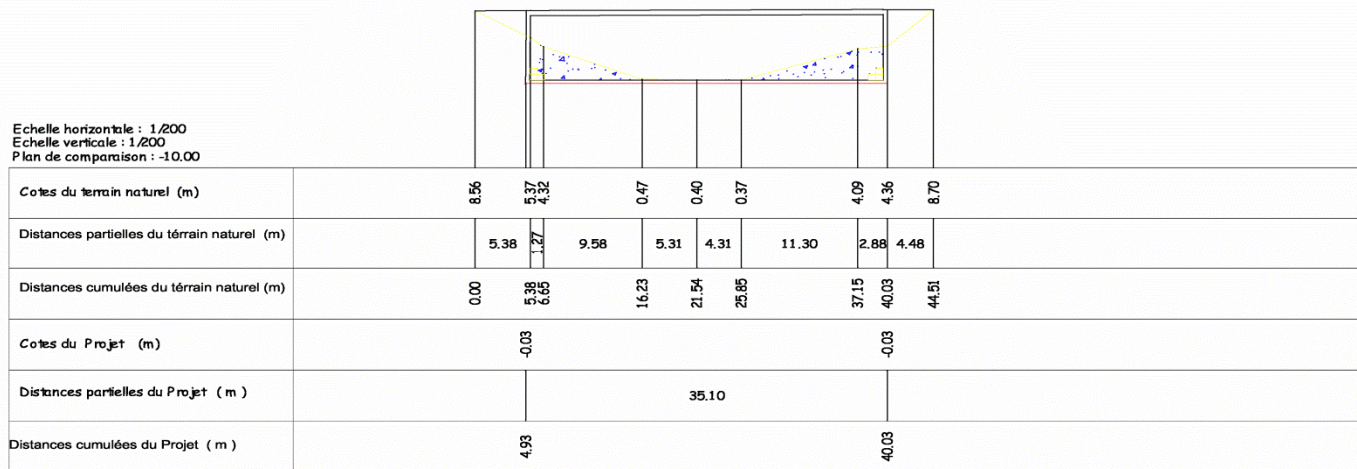 Echelle horizontale : 1/200
Echelle verticale : 1/200
Plan de comparaison : -10.00
Cotes du terrain naturel (m) 8.56 5.37 4.32 0.47 0.40 0.37 4.09 4.36 8.70
Distances partielles du térrain naturel (m) 5.38 1.27 9.58 5.31 4.31 11.30 2.88 4.48
Distances cumulées du térrain naturel (m) 0.00 5.38 6.65 16.23 21.54 25.85 37.15 40.03 44.51
Cotes du Projet (m) -0.03 -0.03
Distances partielles du Projet ( m ) 35.10
Distances cumulées du Projet ( m ) 4.93 40.03